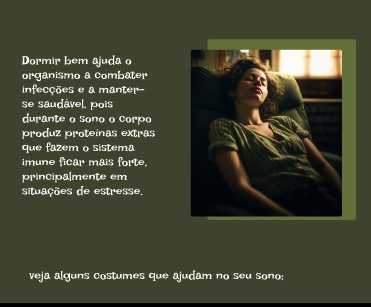 Dormir bem ajuda o
organismo a combater
infecções e a manter-
se saudável, pois
durante o sono o corpo
produz proteínas extras
que fazem o sistema
imune ficar mais forte,
principalmente em
situações de estresse.
veja alguns costumes que ajudam no seu sono: